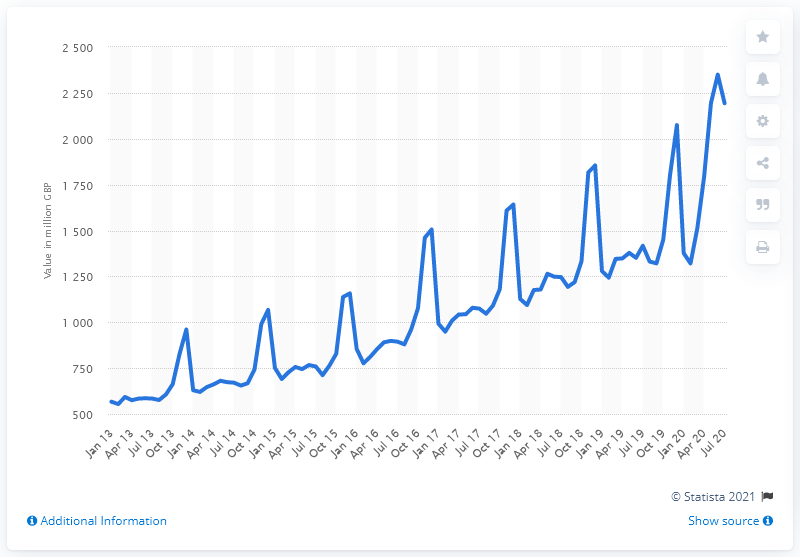 2 500
2 250
2 000
1 750
1 500
1 250
1 000
750
500
Value in million GBP
Jan 13
Apr 13
Jul 13
Oct 13
Jan 14
Apr 14
Jul 14
Oct 14
Jan 15
Apr 15
Jul 15
Oct 15
Jan 16
Apr 16
Jul 16
Oct 16
Jan 17
Apr 17
Jul 17
Oct 17
Jan 18
Apr 18
Jul 18
Oct 18
Jan 19
Apr 19
Jul 19
Oct 19
Jan 20
Apr 20
Jul 20
© Statista 2021
Additional Information
Show source